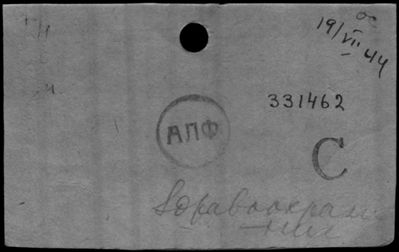 19/VII 44
331462
АПФ
С
Здравоохране
ние